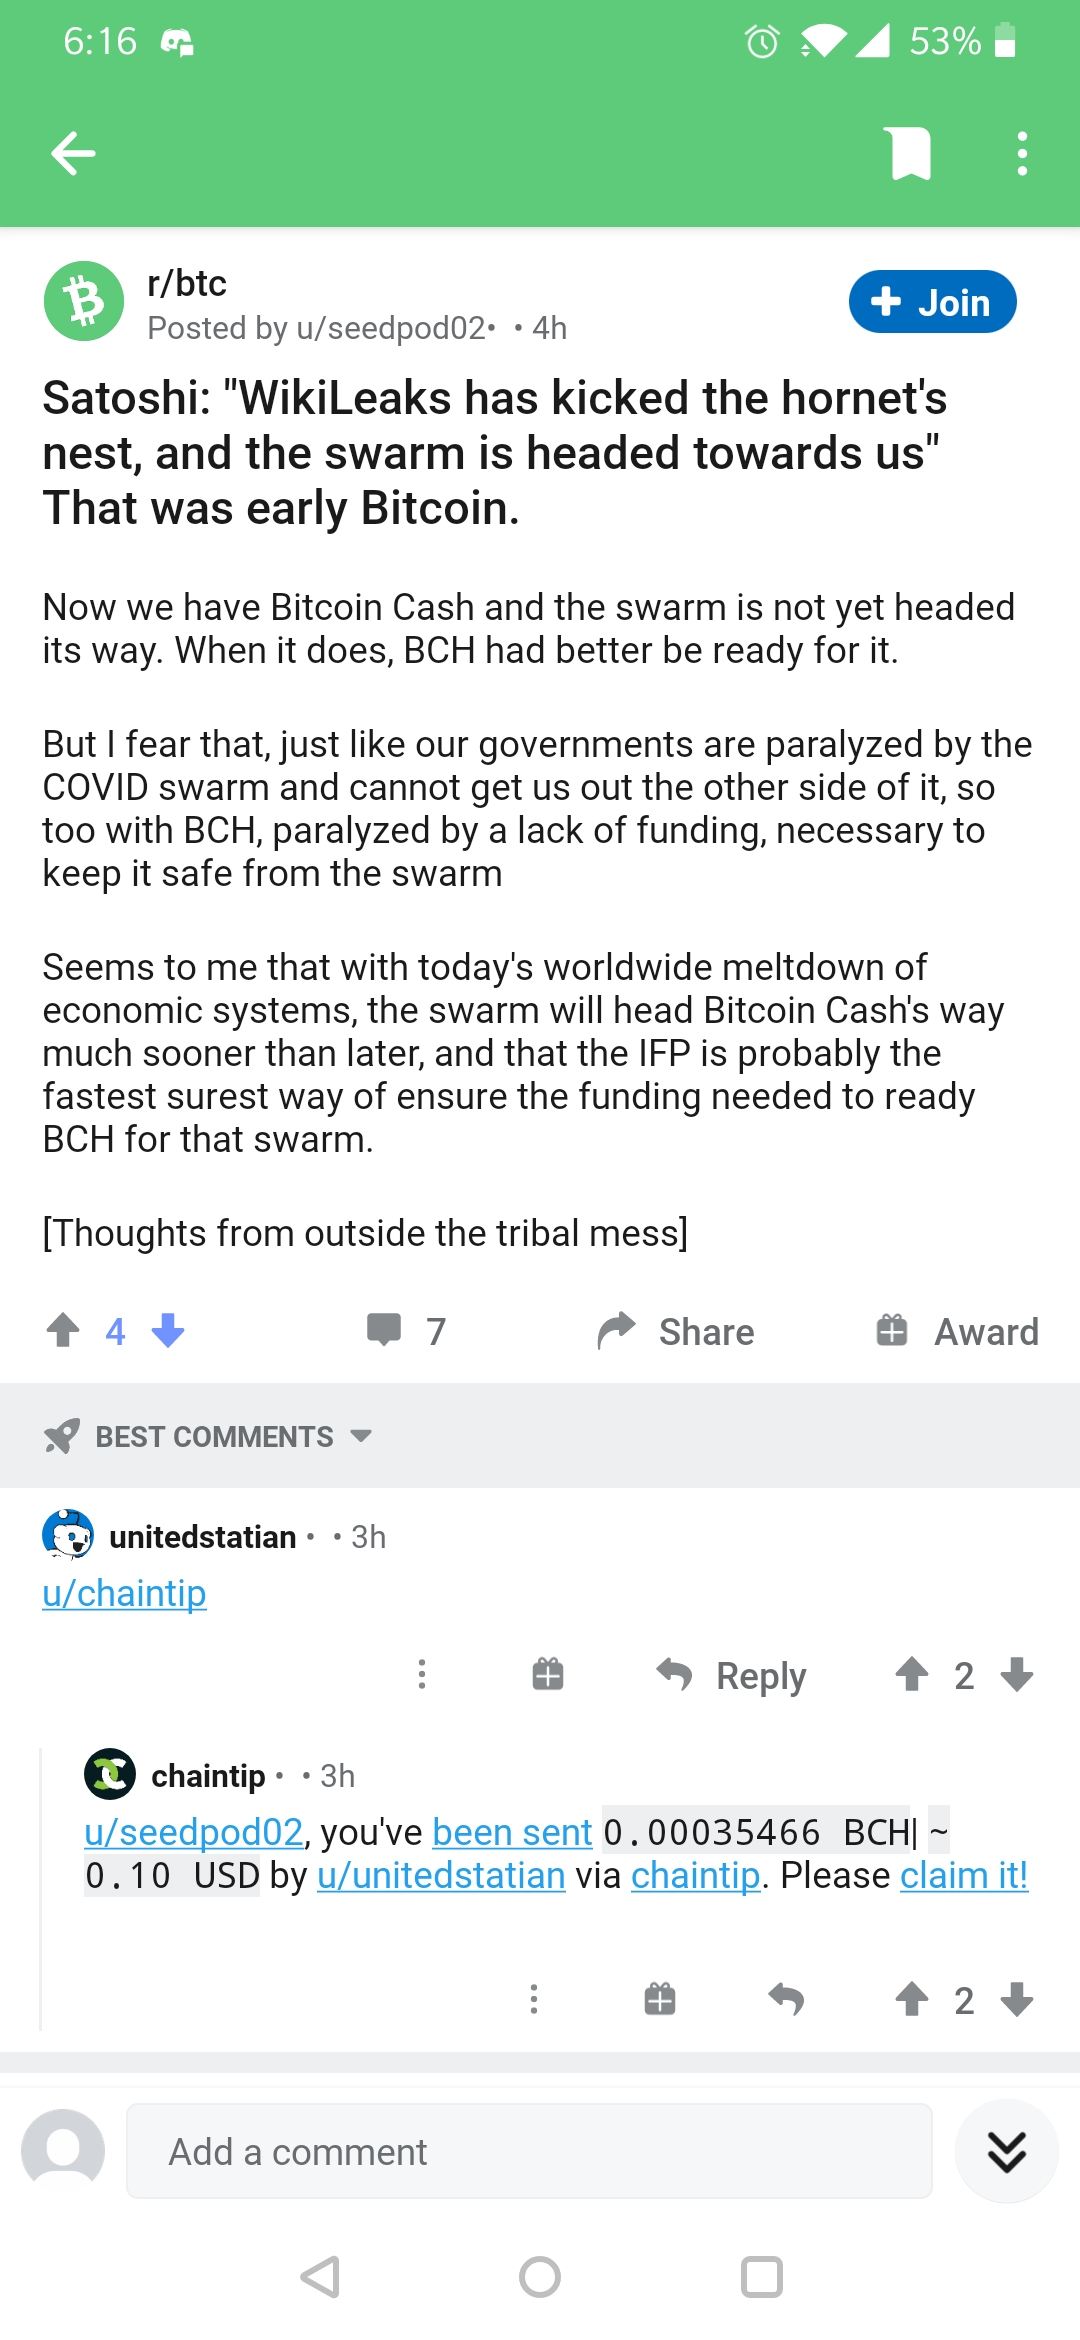 6:16
53%
r/btc
Posted by u/seedpod02• • 4h
+ Join
Satoshi: "WikiLeaks has kicked the hornet's
nest, and the swarm is headed towards us"
That was early Bitcoin.
Now we have Bitcoin Cash and the swarm is not yet headed
its way. When it does, BCH had better be ready for it.
But I fear that, just like our governments are paralyzed by the
COVID swarm and cannot get us out the other side of it, so
too with BCH, paralyzed by a lack of funding, necessary to
keep it safe from the swarm
Seems to me that with today's worldwide meltdown of
economic systems, the swarm will head Bitcoin Cash's way
much sooner than later, and that the IFP is probably the
fastest surest way of ensure the funding needed to ready
BCH for that swarm.
[Thoughts from outside the tribal mess]
4 7 Share Award
BEST COMMENTS
unitedstatian • • 3h
u/chaintip
Reply 2
chaintip • • 3h
u/seedpod02, you've been sent 0.00035466 BCH| ~
0.10 USD by u/unitedstatian via chaintip. Please claim it!
2
Add a comment